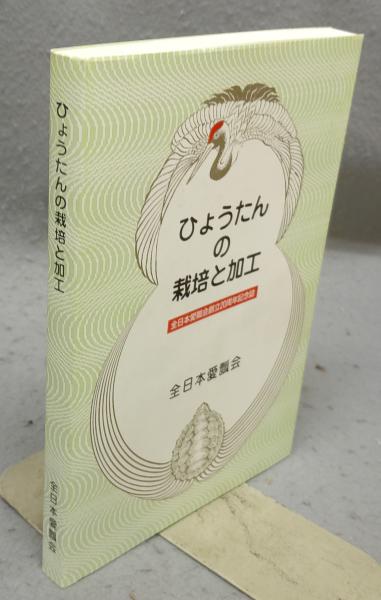 ひょうたんの栽培と加工
全日本愛瓢会
ひょうたん
の
栽培と加工
全日本愛瓢会創立20周年記念誌
全日本愛瓢会